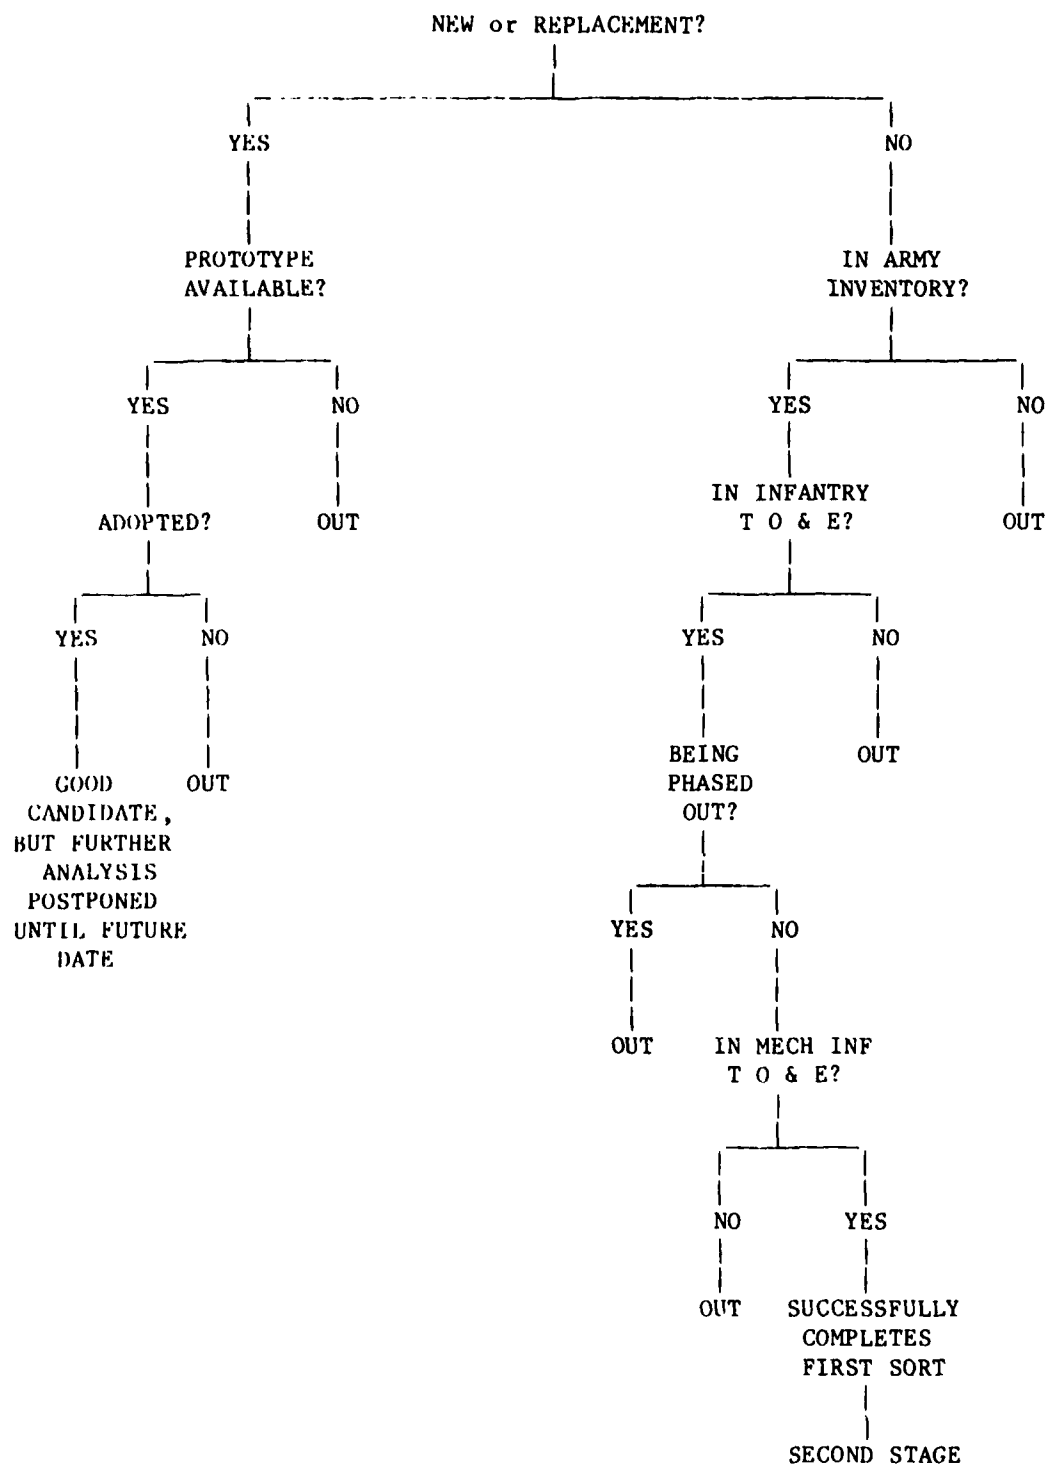 NEW or REPLACEMENT?
YES
NO
PROTOTYPE
AVAILABLE?
IN ARMY
INVENTORY?
YES
NO
YES
NO
ADOPTED?
OUT
IN INFANTRY
T O & E?
OUT
YES
NO
YES
NO
GOOD
CANDIDATE,
BUT FURTHER
ANALYSIS
POSTPONED
UNTIL FUTURE
DATE
OUT
BEING
PHASED
OUT?
OUT
YES
NO
OUT
IN MECH INF
T O & E?
NO
YES
OUT
SUCCESSFULLY
COMPLETES
FIRST SORT
SECOND STAGE